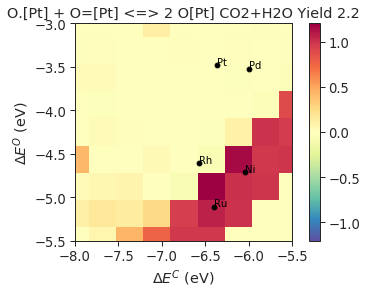 O.[Pt] + O=[Pt] <=> 2 O[Pt] CO2+H2O Yield 2.2
−3.0
−3.5
−4.0
−4.5
−5.0
−5.5
ΔE^O (eV)
Pt
Pd
Rh
Ni
Ru
−8.0 −7.5 −7.0 −6.5 −6.0 −5.5
ΔE^C (eV)
1.0
0.5
0.0
−0.5
−1.0